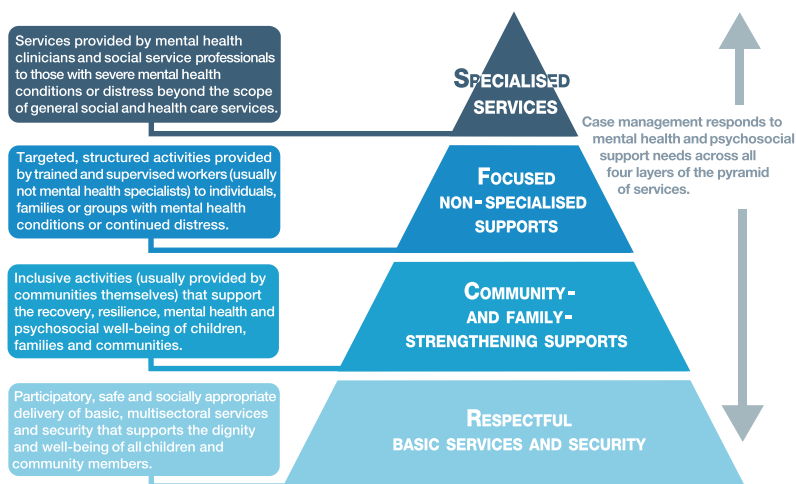 Services provided by mental health
clinicians and social service professionals
to those with severe mental health
conditions or distress beyond the scope
of general social and health care services.
SPECIALISED
SERVICES
Case management responds to
mental health and psychosocial
support needs across all
four layers of the pyramid
of services.
Targeted, structured activities provided
by trained and supervised workers (usually
not mental health specialists) to individuals,
families or groups with mental health
conditions or continued distress.
FOCUSED
NON-SPECIALISED
SUPPORTS
Inclusive activities (usually provided by
communities themselves) that support
the recovery, resilience, mental health and
psychosocial well-being of children,
families and communities.
COMMUNITY-
AND FAMILY-
STRENGTHENING SUPPORTS
Participatory, safe and socially appropriate
delivery of basic, multisectoral services
and security that supports the dignity
and well-being of all children and
community members.
RESPECTFUL
BASIC SERVICES AND SECURITY